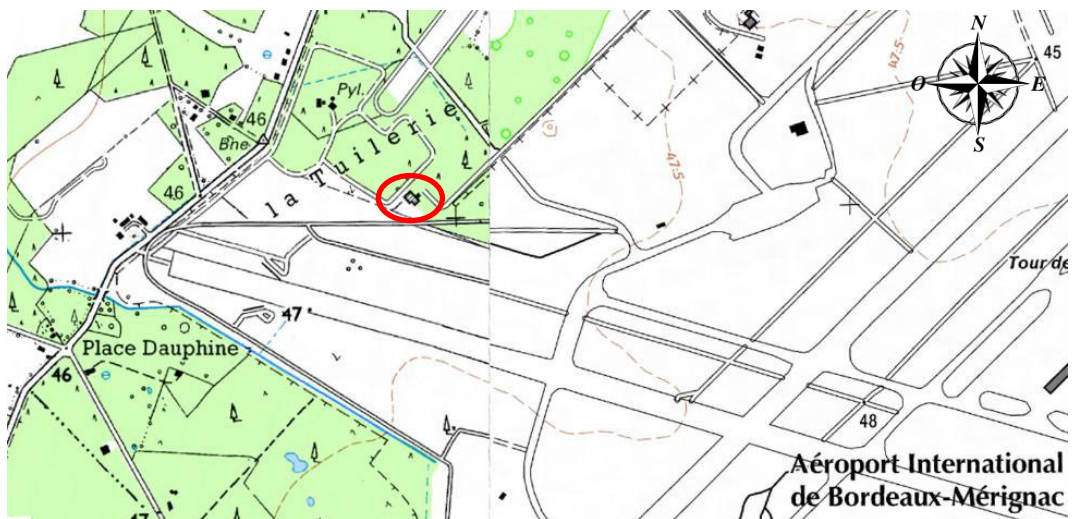 N
O
E
S
45
47.5
Pyl.
46
Bne
la Tuilerie
46
47.5
Tour de
47
Place Dauphine
46
48
Aéroport International
de Bordeaux-Mérignac
47